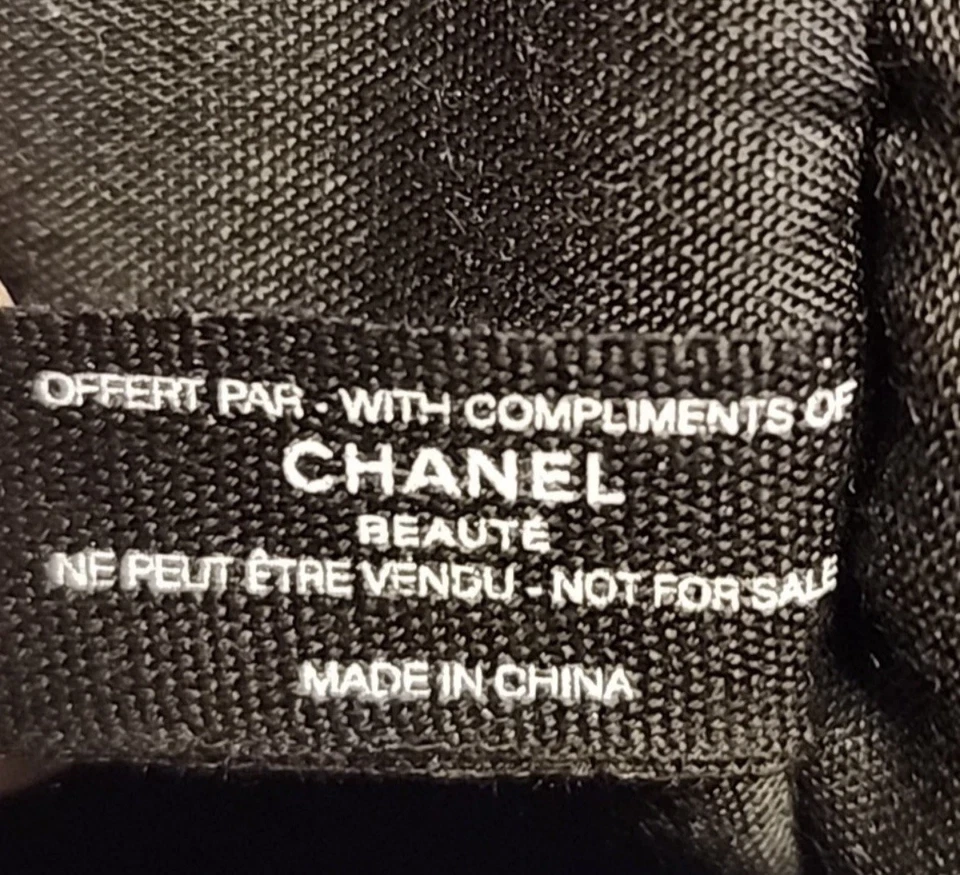 OFFERT PAR - WITH COMPLIMENTS OF
CHANEL
BEAUTÉ
NE PEUT ÊTRE VENDU - NOT FOR SALE
MADE IN CHINA